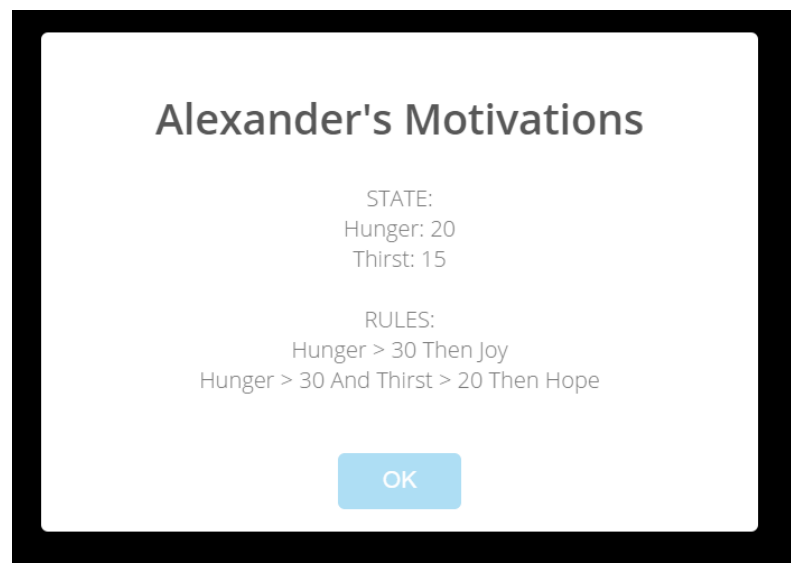 Alexander's Motivations
STATE:
Hunger: 20
Thirst: 15
RULES:
Hunger > 30 Then Joy
Hunger > 30 And Thirst > 20 Then Hope
OK